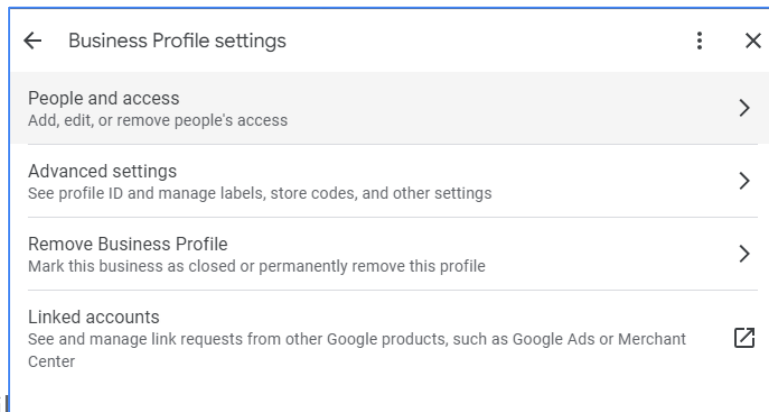 Business Profile settings
People and access
Add, edit, or remove people's access
Advanced settings
See profile ID and manage labels, store codes, and other settings
Remove Business Profile
Mark this business as closed or permanently remove this profile
Linked accounts
See and manage link requests from other Google products, such as Google Ads or Merchant
Center